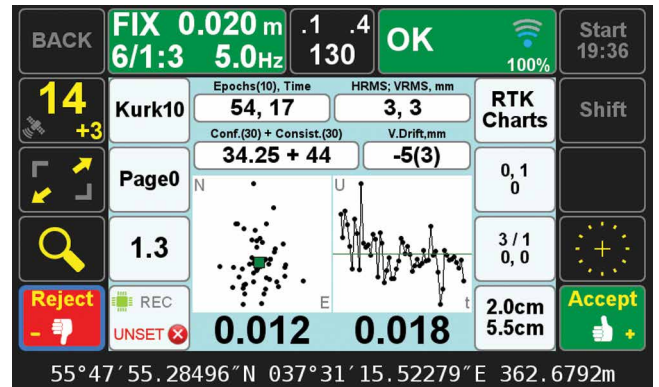 BACK
FIX 0.020 m
6/1:3 5.0Hz
.1 .4
130
OK
100%
Start
19:36
14
+3
Kurk10
Epochs(10), Time
54, 17
HRMS; VRMS, mm
3, 3
RTK
Charts
Shift
Conf.(30) + Consist.(30)
34.25 + 44
V.Drift,mm
-5(3)
Page0
N
E
U
t
0, 1
0
1.3
3 / 1
0, 0
Reject
-
REC
UNSET
0.012
0.018
2.0cm
5.5cm
Accept
+
55°47′55.28496″N 037°31′15.52279″E 362.6792m